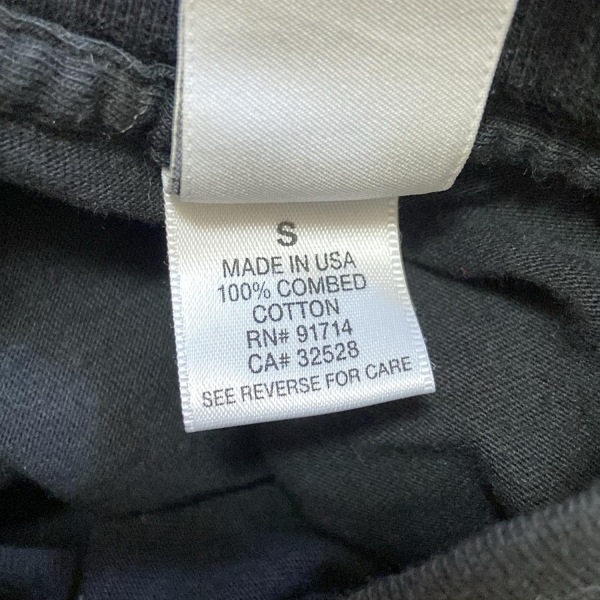 S
MADE IN USA
100% COMBED
COTTON
RN# 91714
CA# 32528
SEE REVERSE FOR CARE